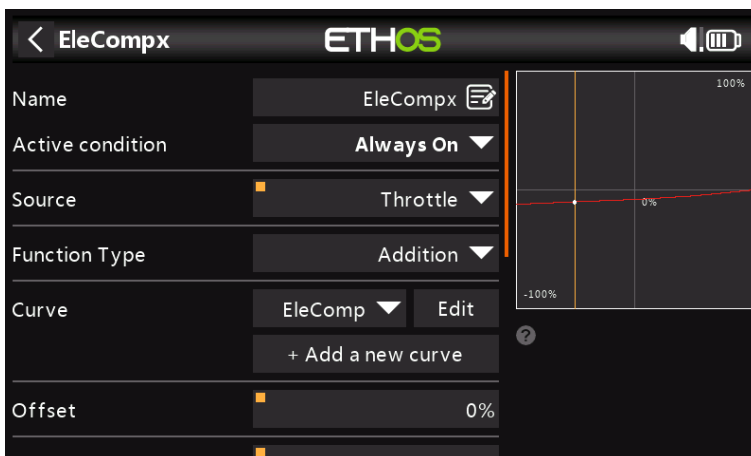 EleCompx
ETHOS
Name
EleCompx
Active condition
Always On
Source
Throttle
Function Type
Addition
Curve
EleComp
Edit
+ Add a new curve
Offset
0%
100%
0%
-100%
?